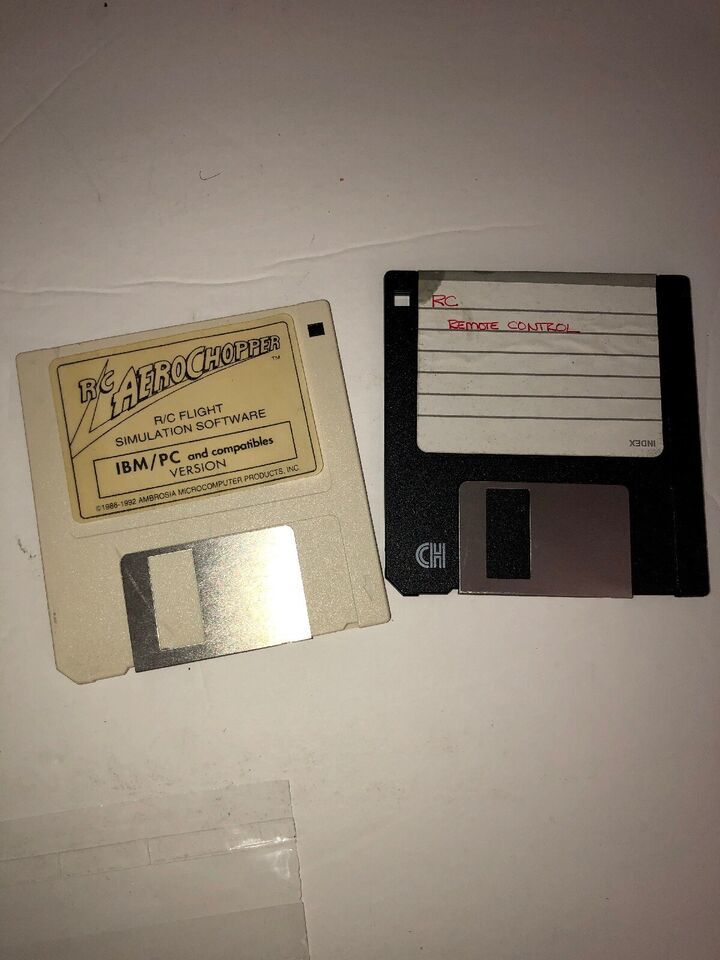 R/C AEROCHOPPER ™
R/C FLIGHT
SIMULATION SOFTWARE
IBM/PC and compatibles
VERSION
©1986-1992 AMBROSIA MICROCOMPUTER PRODUCTS, INC
RC
REMOTE CONTROL
INDEX
CH